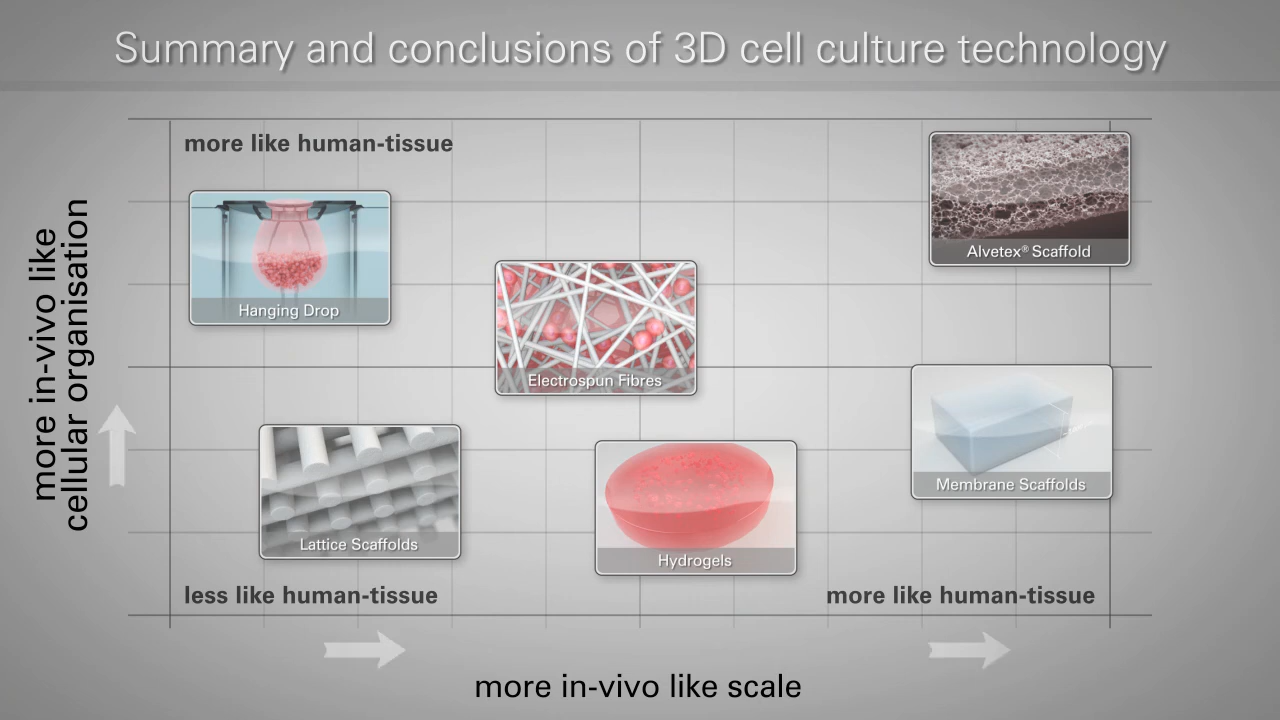 Summary and conclusions of 3D cell culture technology
more like human-tissue
Alvetex® Scaffold
Hanging Drop
more in-vivo like
cellular organisation
Electrospun Fibres
Membrane Scaffolds
Lattice Scaffolds
Hydrogels
less like human-tissue
more like human-tissue
more in-vivo like scale